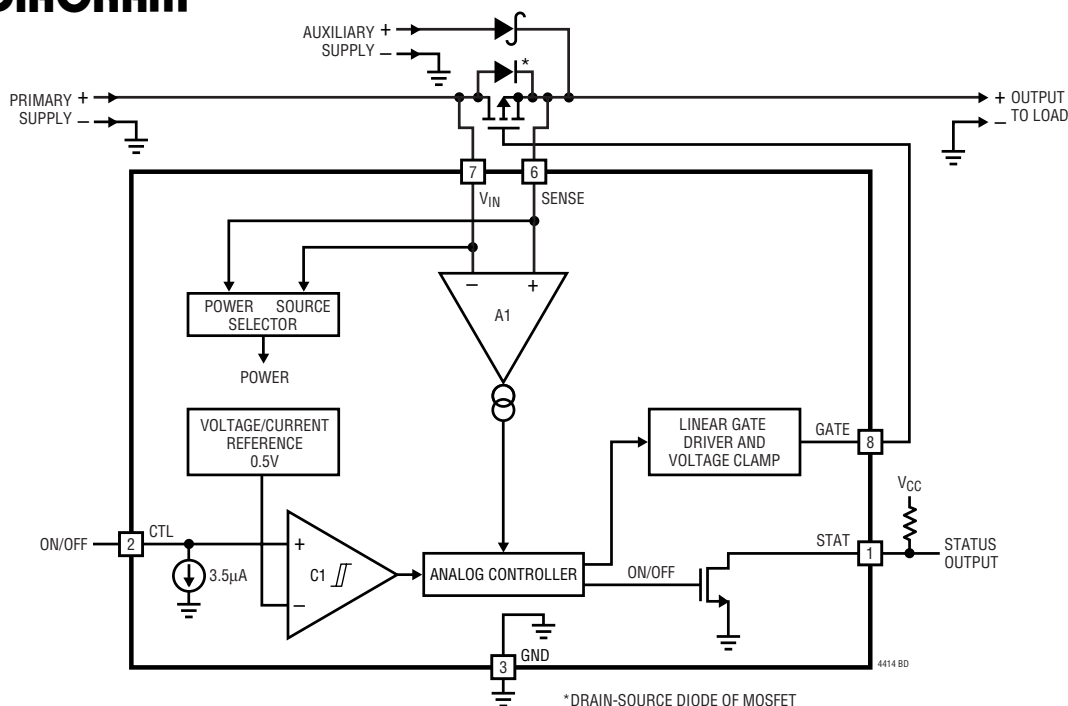 AUXILIARY +
SUPPLY –
*
PRIMARY +
SUPPLY –
+ OUTPUT
– TO LOAD
7
6
VIN
SENSE
– +
A1
POWER SOURCE
SELECTOR
POWER
VOLTAGE/CURRENT
REFERENCE
0.5V
LINEAR GATE
DRIVER AND
VOLTAGE CLAMP
GATE
8
VCC
ON/OFF
2
CTL
3.5µA
+
C1
–
ANALOG CONTROLLER
ON/OFF
STAT
1
STATUS
OUTPUT
3
GND
4414 BD
*DRAIN-SOURCE DIODE OF MOSFET